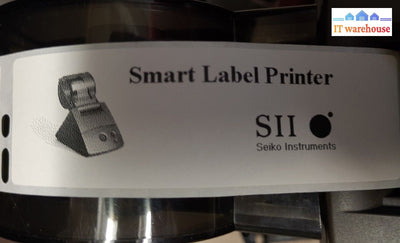 IT warehouse
Smart Label Printer
SII
Seiko Instruments